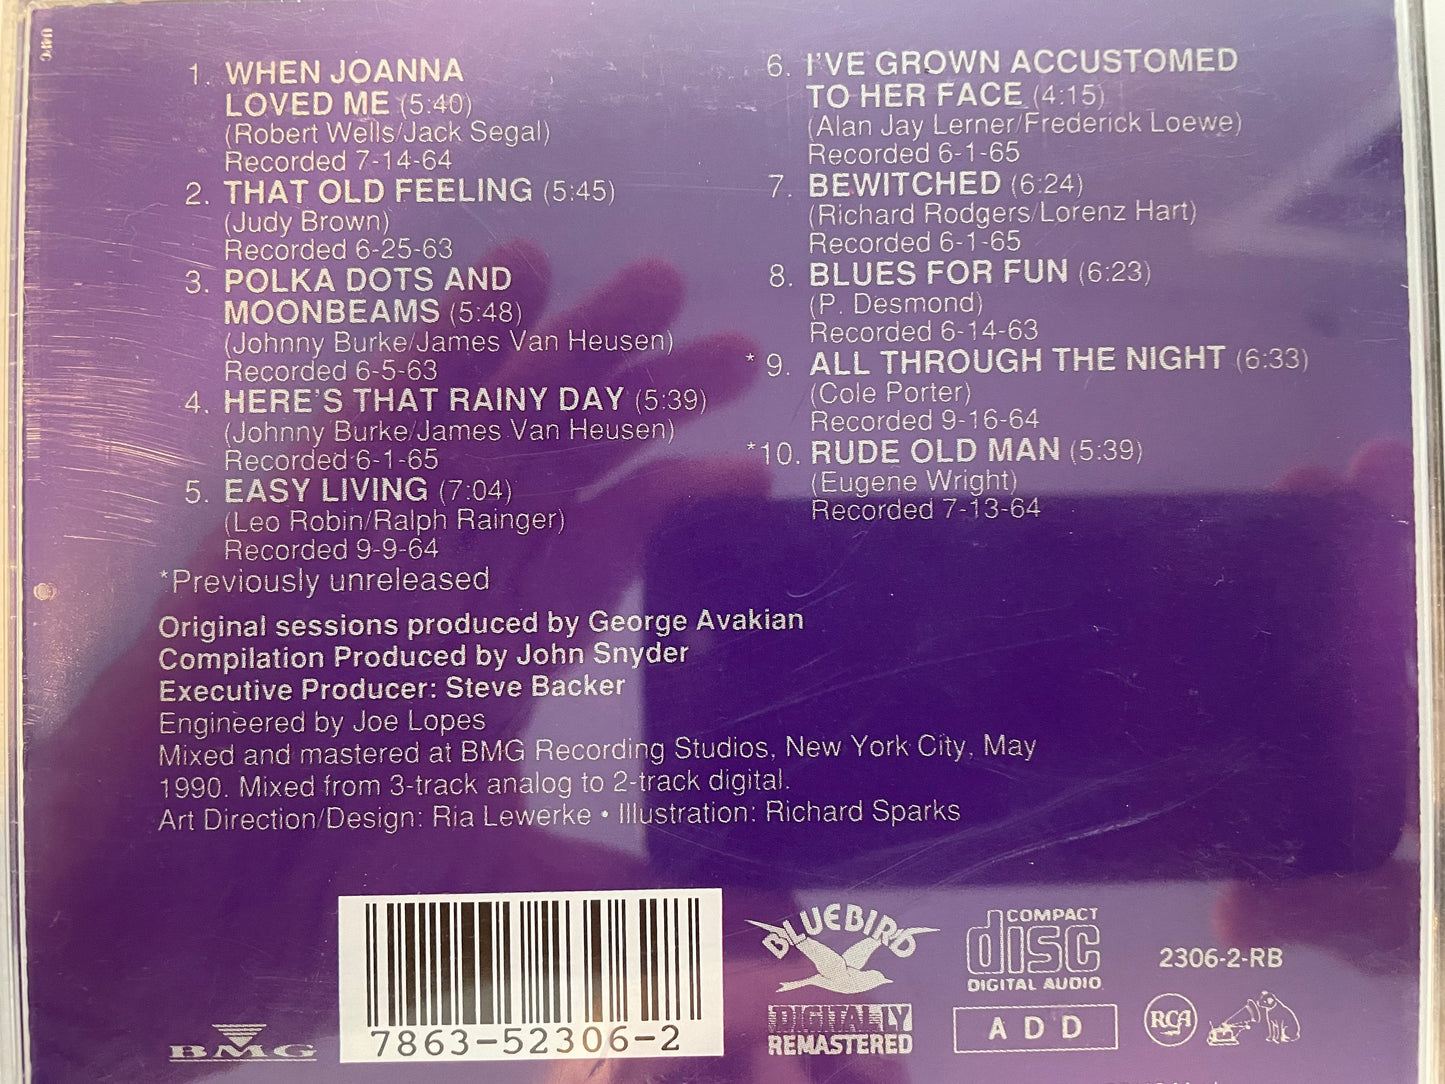 1. WHEN JOANNA
LOVED ME (5:40)
(Robert Wells/Jack Segal)
Recorded 7-14-64
2. THAT OLD FEELING (5:45)
(Judy Brown)
Recorded 6-25-63
3. POLKA DOTS AND
MOONBEAMS (5:48)
(Johnny Burke/James Van Heusen)
Recorded 6-5-63
4. HERE'S THAT RAINY DAY (5:39)
(Johnny Burke/James Van Heusen)
Recorded 6-1-65
5. EASY LIVING (7:04)
(Leo Robin/Ralph Rainger)
Recorded 9-9-64
*Previously unreleased
6. I'VE GROWN ACCUSTOMED
TO HER FACE (4:15)
(Alan Jay Lerner/Frederick Loewe)
Recorded 6-1-65
7. BEWITCHED (6:24)
(Richard Rodgers/Lorenz Hart)
Recorded 6-1-65
8. BLUES FOR FUN (6:23)
(P. Desmond)
Recorded 6-14-63
*9. ALL THROUGH THE NIGHT (6:33)
(Cole Porter)
Recorded 9-16-64
*10. RUDE OLD MAN (5:39)
(Eugene Wright)
Recorded 7-13-64
Original sessions produced by George Avakian
Compilation Produced by John Snyder
Executive Producer: Steve Backer
Engineered by Joe Lopes
Mixed and mastered at BMG Recording Studios, New York City, May
1990. Mixed from 3-track analog to 2-track digital.
Art Direction/Design: Ria Lewerke • Illustration: Richard Sparks
BMG
7863-52306-2
BLUEBIRD
DIGITALLY
REMASTERED
COMPACT
disc
DIGITAL AUDIO
ADD
2306-2-RB
RCA